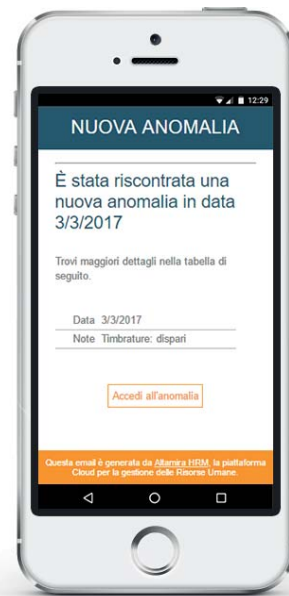 12:29
NUOVA ANOMALIA
È stata riscontrata una
nuova anomalia in data
3/3/2017
Trovi maggiori dettagli nella tabella di
seguito.
Data 3/3/2017
Note Timbrature: dispari
Accedi all'anomalia
Questa email è generata da Altamira HRM, la piattaforma
Cloud per la gestione delle Risorse Umane.